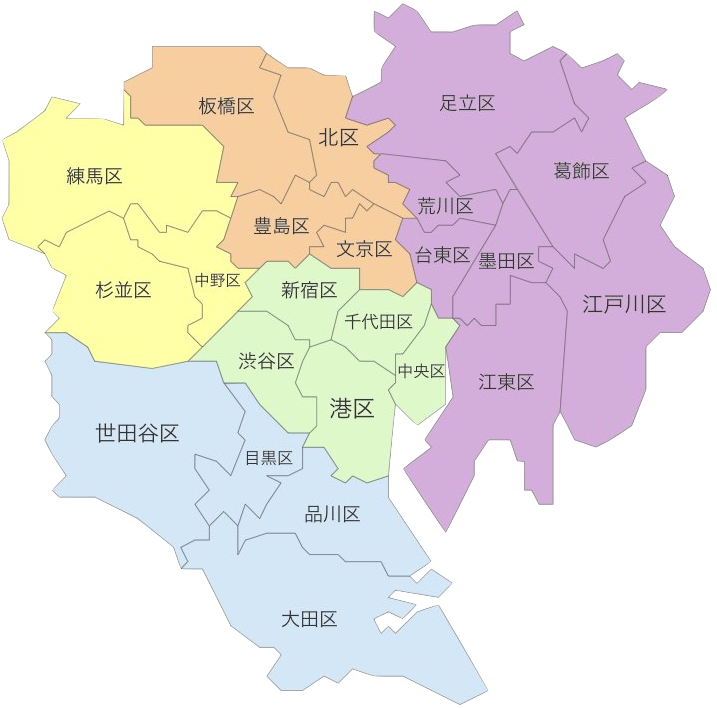 足立区
板橋区
北区
葛飾区
練馬区
荒川区
豊島区
文京区
台東区
墨田区
中野区
杉並区
新宿区
江戸川区
千代田区
渋谷区
中央区
江東区
港区
世田谷区
目黒区
品川区
大田区